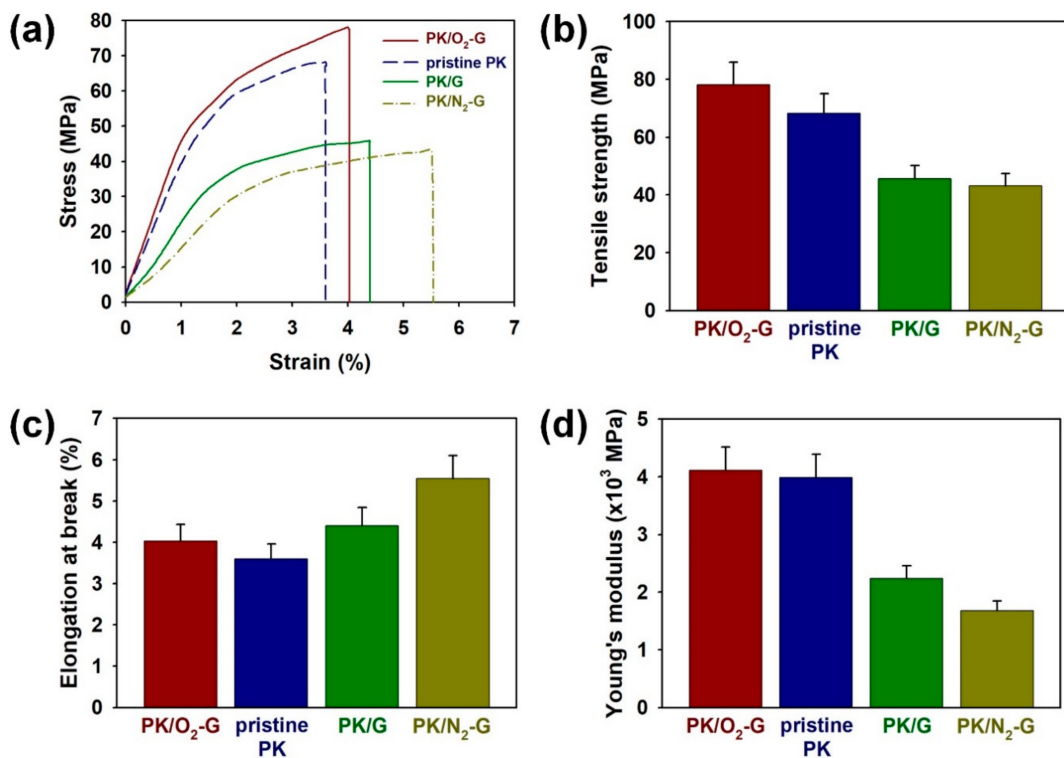 (a)
Stress (MPa)
80
70
60
50
40
30
20
10
0
0 1 2 3 4 5 6 7
Strain (%)
PK/O₂-G
pristine PK
PK/G
PK/N₂-G
(b)
Tensile strength (MPa)
100
80
60
40
20
0
PK/O₂-G pristine PK/G PK/N₂-G
PK
(c)
Elongation at break (%)
7
6
5
4
3
2
1
0
PK/O₂-G pristine PK/G PK/N₂-G
PK
(d)
Young's modulus (x10³ MPa)
5
4
3
2
1
0
PK/O₂-G pristine PK/G PK/N₂-G
PK